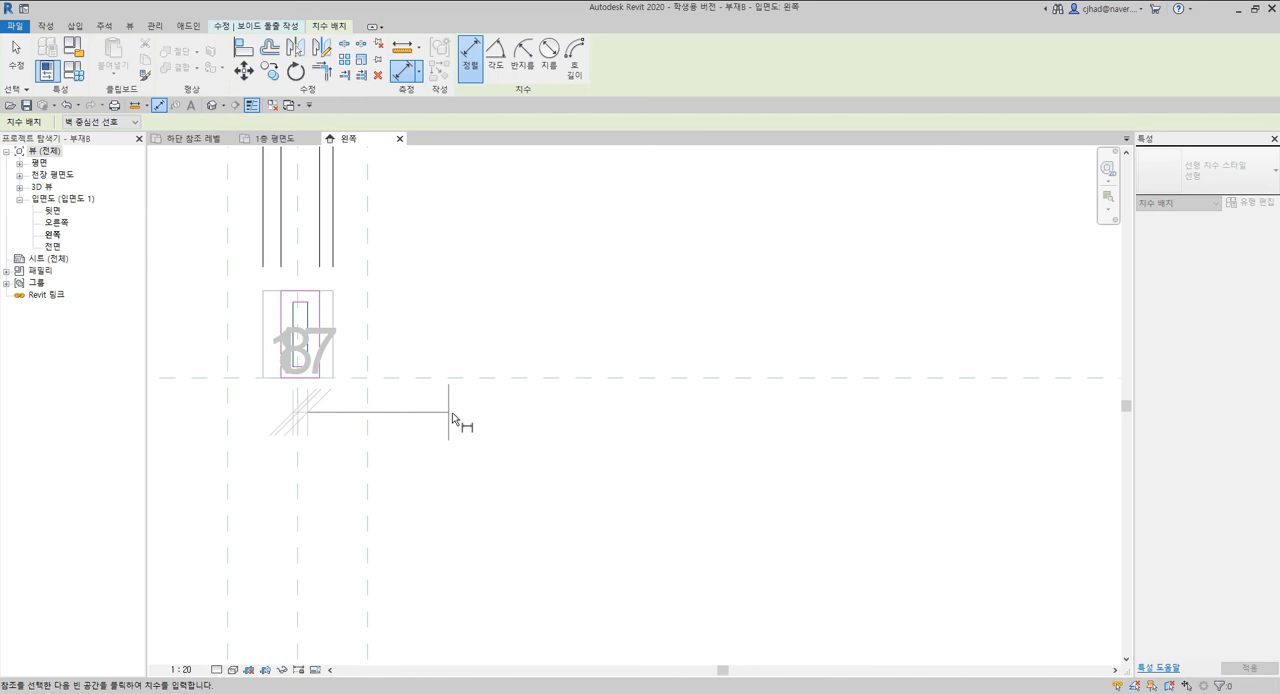 Autodesk Revit 2020 - 학생용 버전 - 부재B - 입면도: 왼쪽
cjhad@naver....
파일 작성 삽입 주석 뷰 관리 애드인 수정 | 보이드 돌출 작성 치수 배치
수정 붙여넣기 절단 결합 정렬 각도 반지름 지름 호 길이
선택 특성 클립보드 형상 수정 측정 작성 치수
치수 배치 벽 중심선 선호
프로젝트 탐색기 - 부재B
하단 참조 레벨 1층 평면도 왼쪽
특성
뷰 (전체)
평면
천장 평면도
3D 뷰
입면도 (입면도 1)
뒷면
오른쪽
왼쪽
전면
시트 (전체)
패밀리
그룹
Revit 링크
선형 치수 스타일
선형
치수 배치 유형 편집
2D
187
1 : 20
특성 도움말 적용
참조를 선택한 다음 빈 공간을 클릭하여 치수를 입력합니다.
:0